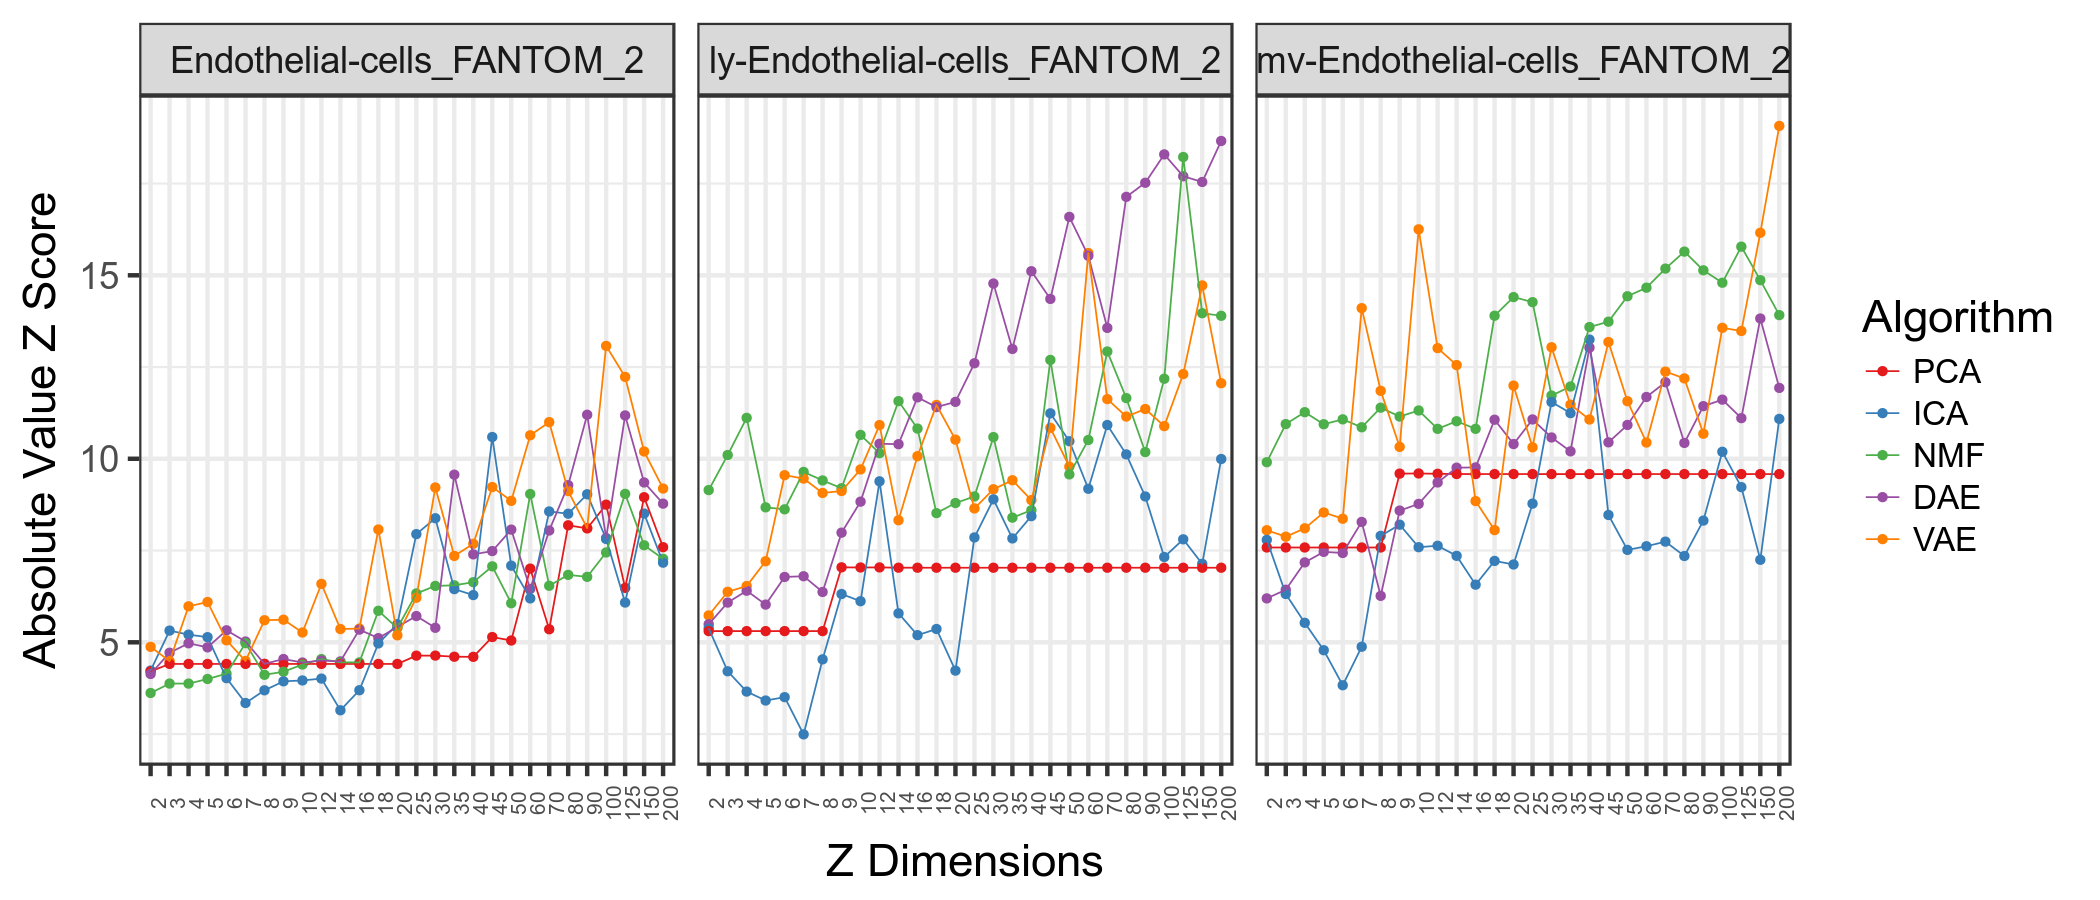 Endothelial-cells_FANTOM_2
ly-Endothelial-cells_FANTOM_2
mv-Endothelial-cells_FANTOM_2
Absolute Value Z Score
15
10
5
2 3 4 5 6 7 8 9 10 12 14 16 18 20 25 30 35 40 45 50 60 70 80 90 100 125 150 200
2 3 4 5 6 7 8 9 10 12 14 16 18 20 25 30 35 40 45 50 60 70 80 90 100 125 150 200
2 3 4 5 6 7 8 9 10 12 14 16 18 20 25 30 35 40 45 50 60 70 80 90 100 125 150 200
Z Dimensions
Algorithm
PCA
ICA
NMF
DAE
VAE